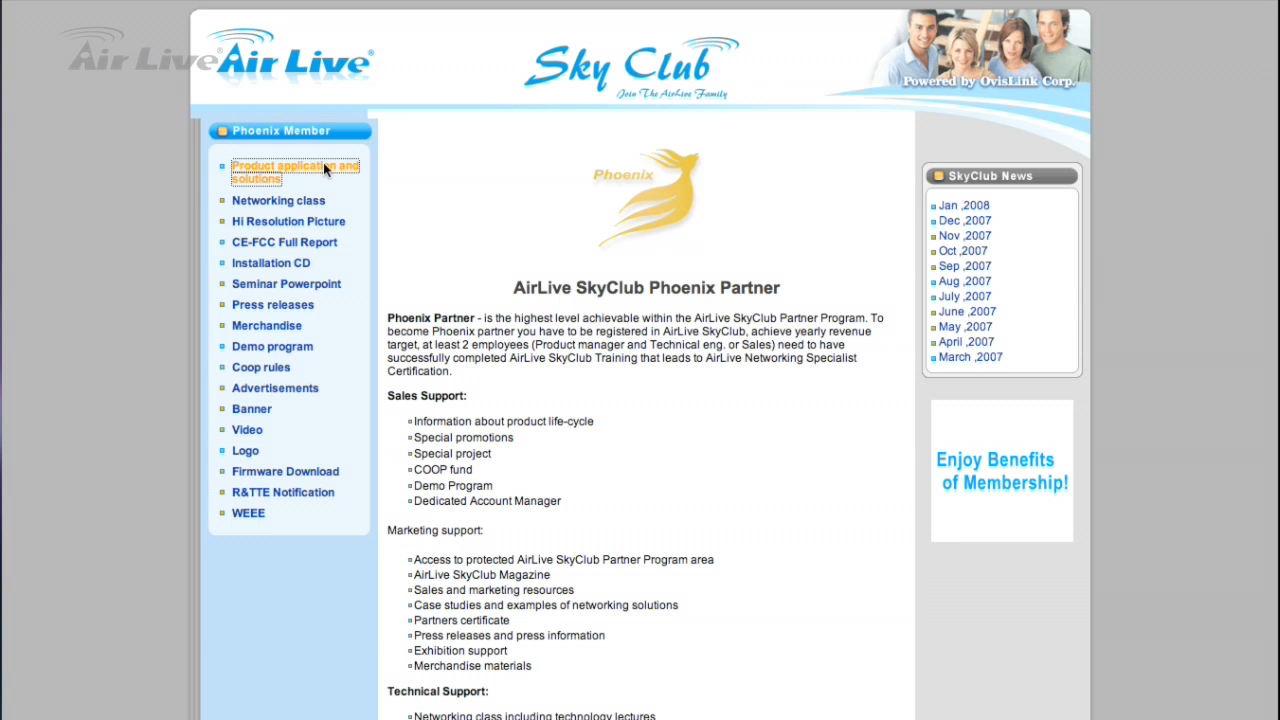 Air Live®
Air Live®
Sky Club
Join The AirLive Family
Powered by OvisLink Corp.
Phoenix Member
Product application and
solutions
Networking class
Hi Resolution Picture
CE-FCC Full Report
Installation CD
Seminar Powerpoint
Press releases
Merchandise
Demo program
Coop rules
Advertisements
Banner
Video
Logo
Firmware Download
R&TTE Notification
WEEE
Phoenix
AirLive SkyClub Phoenix Partner
Phoenix Partner - is the highest level achievable within the AirLive SkyClub Partner Program. To
become Phoenix partner you have to be registered in AirLive SkyClub, achieve yearly revenue
target, at least 2 employees (Product manager and Technical eng. or Sales) need to have
successfully completed AirLive SkyClub Training that leads to AirLive Networking Specialist
Certification.
Sales Support:
Information about product life-cycle
Special promotions
Special project
COOP fund
Demo Program
Dedicated Account Manager
Marketing support:
Access to protected AirLive SkyClub Partner Program area
AirLive SkyClub Magazine
Sales and marketing resources
Case studies and examples of networking solutions
Partners certificate
Press releases and press information
Exhibition support
Merchandise materials
Technical Support:
Networking class including technology lectures
SkyClub News
Jan ,2008
Dec ,2007
Nov ,2007
Oct ,2007
Sep ,2007
Aug ,2007
July ,2007
June ,2007
May ,2007
April ,2007
March ,2007
Enjoy Benefits
of Membership!